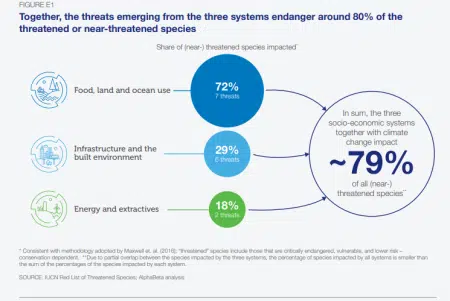 FIGURE E1
Together, the threats emerging from the three systems endanger around 80% of the
threatened or near-threatened species
Share of (near-) threatened species impacted*
Food, land and ocean use
72%
7 threats
Infrastructure and the
built environment
29%
6 threats
Energy and extractives
18%
2 threats
In sum, the three
socio-economic systems
together with climate
change impact
~79%
of all (near-)
threatened species**
* Consistent with methodology adopted by Maxwell et. al. (2016); "threatened" species include those that are critically endangered, vulnerable, and lower risk –
conservation dependent. **Due to partial overlap between the species impacted by the three systems, the percentage of species impacted by all systems is smaller than
the sum of the percentages of the species impacted by each system.
SOURCE: IUCN Red List of Threatened Species; AlphaBeta analysis